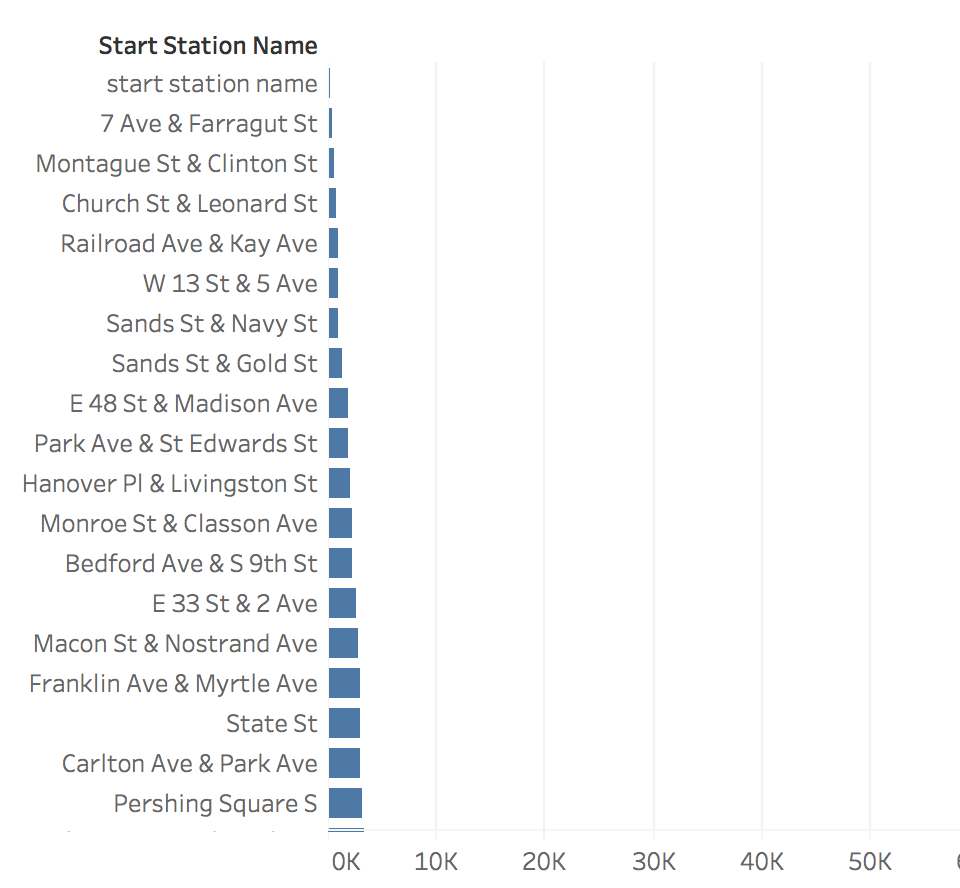 Start Station Name
start station name
7 Ave & Farragut St
Montague St & Clinton St
Church St & Leonard St
Railroad Ave & Kay Ave
W 13 St & 5 Ave
Sands St & Navy St
Sands St & Gold St
E 48 St & Madison Ave
Park Ave & St Edwards St
Hanover Pl & Livingston St
Monroe St & Classon Ave
Bedford Ave & S 9th St
E 33 St & 2 Ave
Macon St & Nostrand Ave
Franklin Ave & Myrtle Ave
State St
Carlton Ave & Park Ave
Pershing Square S
0K 10K 20K 30K 40K 50K